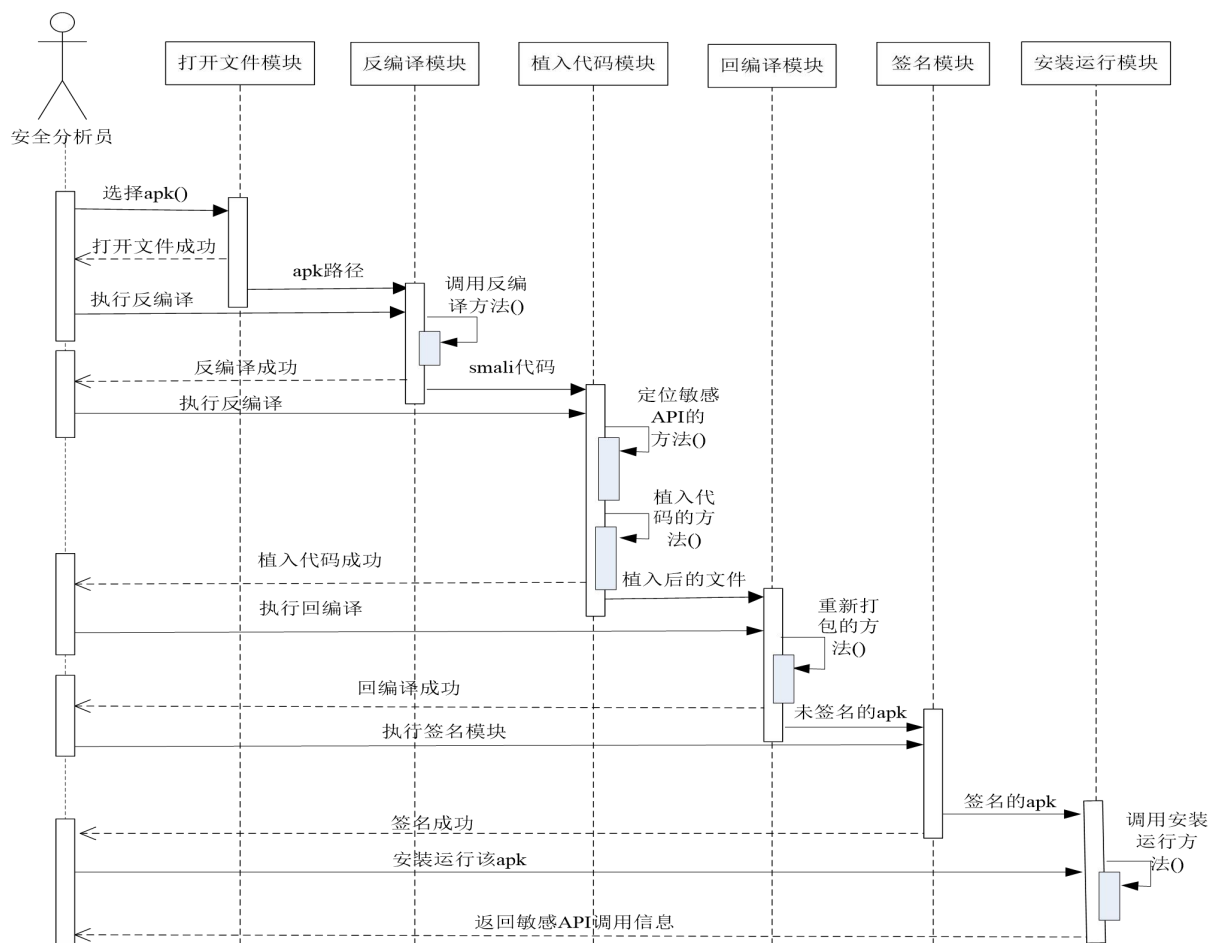 打开文件模块
反编译模块
植入代码模块
回编译模块
签名模块
安装运行模块
安全分析员
选择apk()
打开文件成功
apk路径
调用反编
译方法()
执行反编译
反编译成功
smali代码
执行反编译
定位敏感
API的
方法()
植入代
码的方
法()
植入代码成功
植入后的文件
执行回编译
重新打
包的方
法()
回编译成功
未签名的apk
执行签名模块
签名的apk
签名成功
调用安装
运行方
法()
安装运行该apk
返回敏感API调用信息